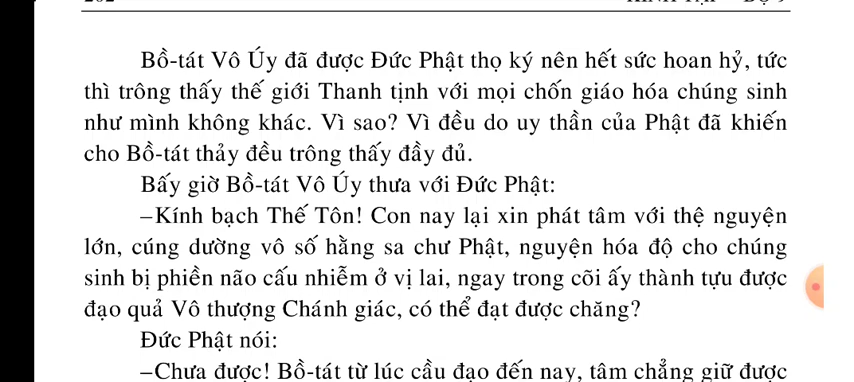 Bồ-tát Vô Úy đã được Đức Phật thọ ký nên hết sức hoan hỷ, tức
thì trông thấy thế giới Thanh tịnh với mọi chốn giáo hóa chúng sinh
như mình không khác. Vì sao? Vì đều do uy thần của Phật đã khiến
cho Bồ-tát thảy đều trông thấy đầy đủ.
Bấy giờ Bồ-tát Vô Úy thưa với Đức Phật:
–Kính bạch Thế Tôn! Con nay lại xin phát tâm với thệ nguyện
lớn, cúng dường vô số hằng sa chư Phật, nguyện hóa độ cho chúng
sinh bị phiền não cấu nhiễm ở vị lai, ngay trong cõi ấy thành tựu được
đạo quả Vô thượng Chánh giác, có thể đạt được chăng?
Đức Phật nói:
–Chưa được! Bồ-tát từ lúc cầu đạo đến nay, tâm chẳng giữ được